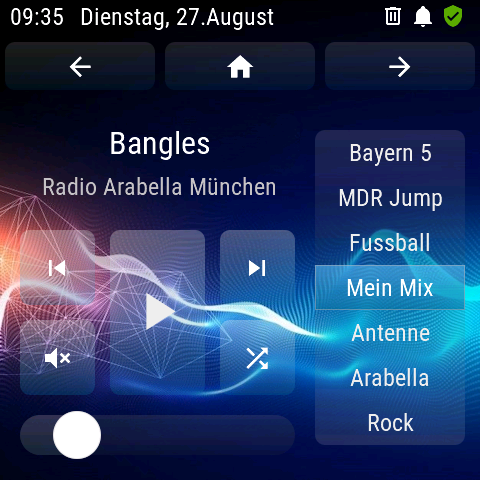 09:35 Dienstag, 27.August
Bangles
Radio Arabella München
Bayern 5
MDR Jump
Fussball
Mein Mix
Antenne
Arabella
Rock